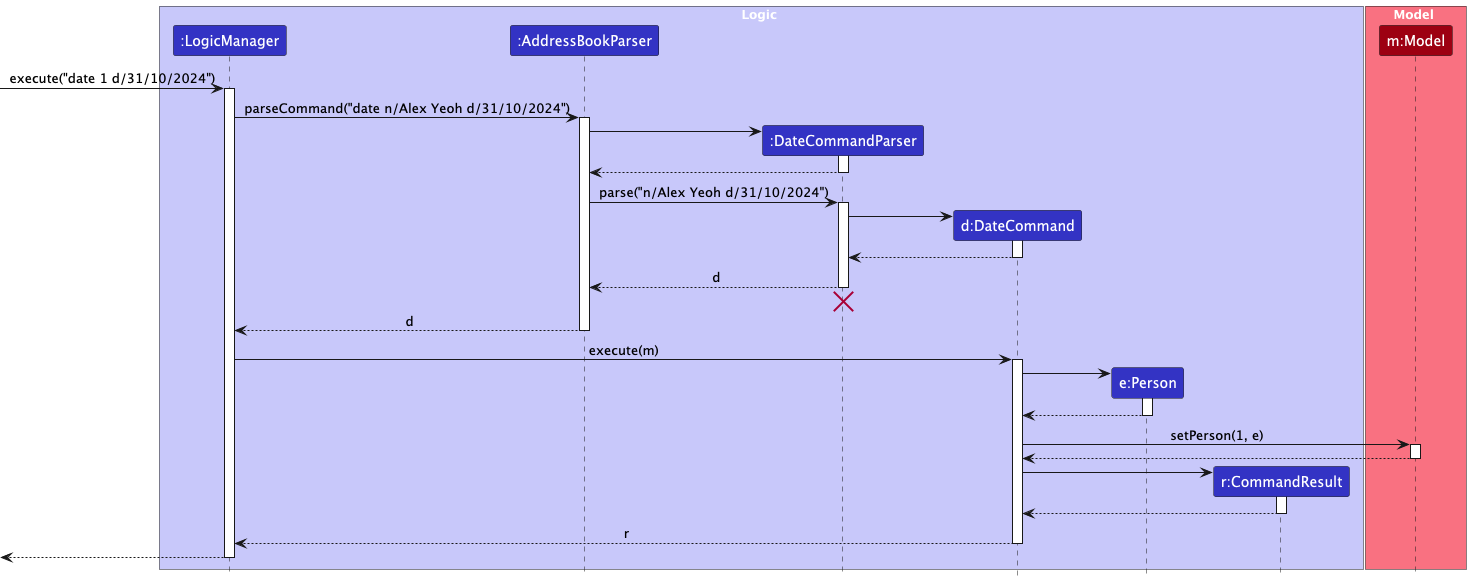 Logic
Model
:LogicManager
:AddressBookParser
m:Model
execute("date 1 d/31/10/2024")
parseCommand("date n/Alex Yeoh d/31/10/2024")
:DateCommandParser
parse("n/Alex Yeoh d/31/10/2024")
d:DateCommand
d
d
execute(m)
e:Person
setPerson(1, e)
r:CommandResult
r